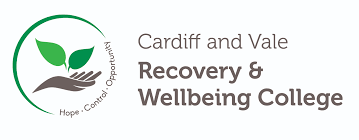 Cardiff and Vale
Recovery &
Wellbeing College
Hope · Control · Opportunity